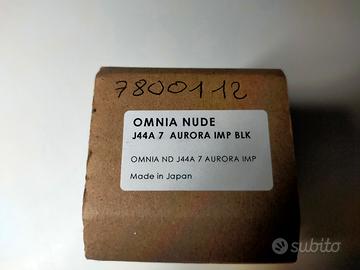 7800112
OMNIA NUDE
J44A 7 AURORA IMP BLK
OMNIA ND J44A 7 AURORA IMP
Made in Japan
subito